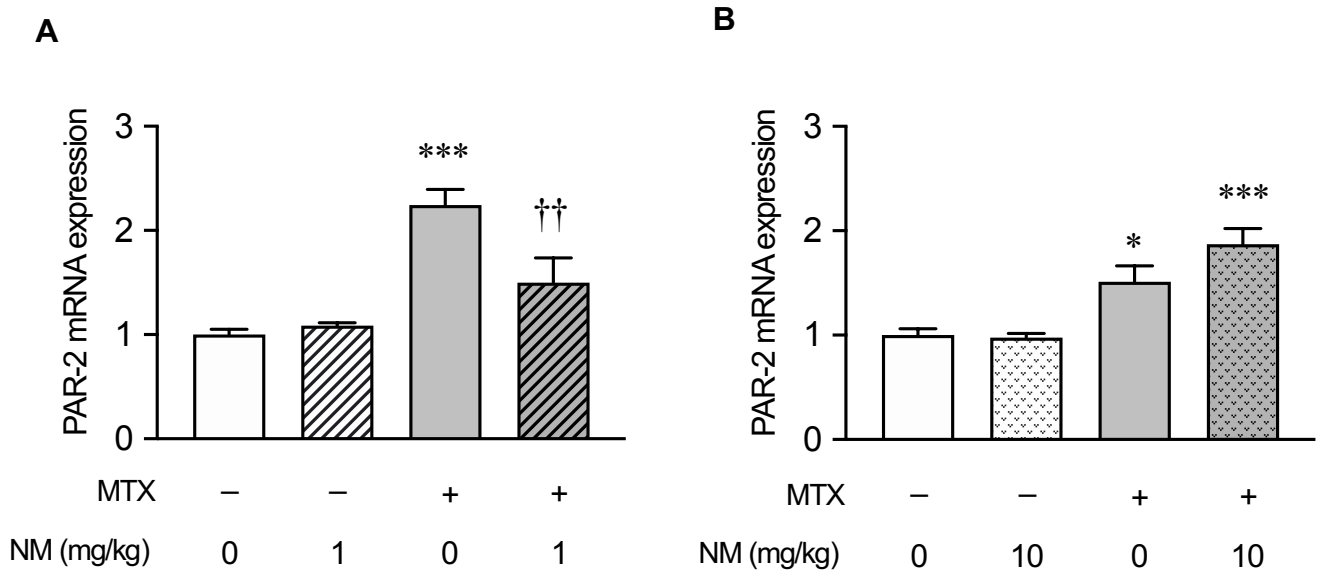 A
PAR-2 mRNA expression
3
2
1
0
***
††
MTX – – + +
NM (mg/kg) 0 1 0 1
B
PAR-2 mRNA expression
3
2
1
0
*
***
MTX – – + +
NM (mg/kg) 0 10 0 10